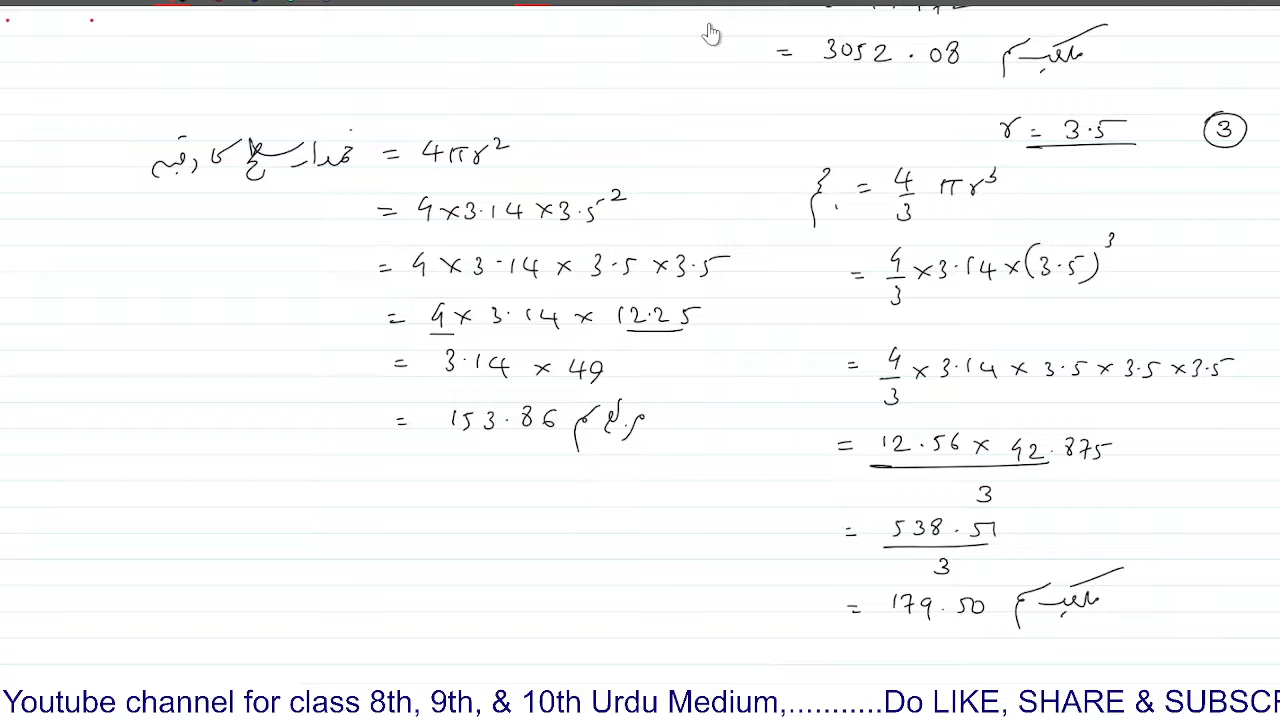 = 3052.08 مکعب سم
r = 3.5 ③
حجم = 4/3 πr³
= 4/3 × 3.14 × (3.5)³
= 4/3 × 3.14 × 3.5 × 3.5 × 3.5
= 12.56 × 42.875 / 3
= 538.51 / 3
= 179.50 مکعب سم
خمدار سطح کا رقبہ = 4πr²
= 4 × 3.14 × 3.5²
= 4 × 3.14 × 3.5 × 3.5
= 4 × 3.14 × 12.25
= 3.14 × 49
= 153.86 مربع سم
Youtube channel for class 8th, 9th, & 10th Urdu Medium,...........Do LIKE, SHARE & SUBSC